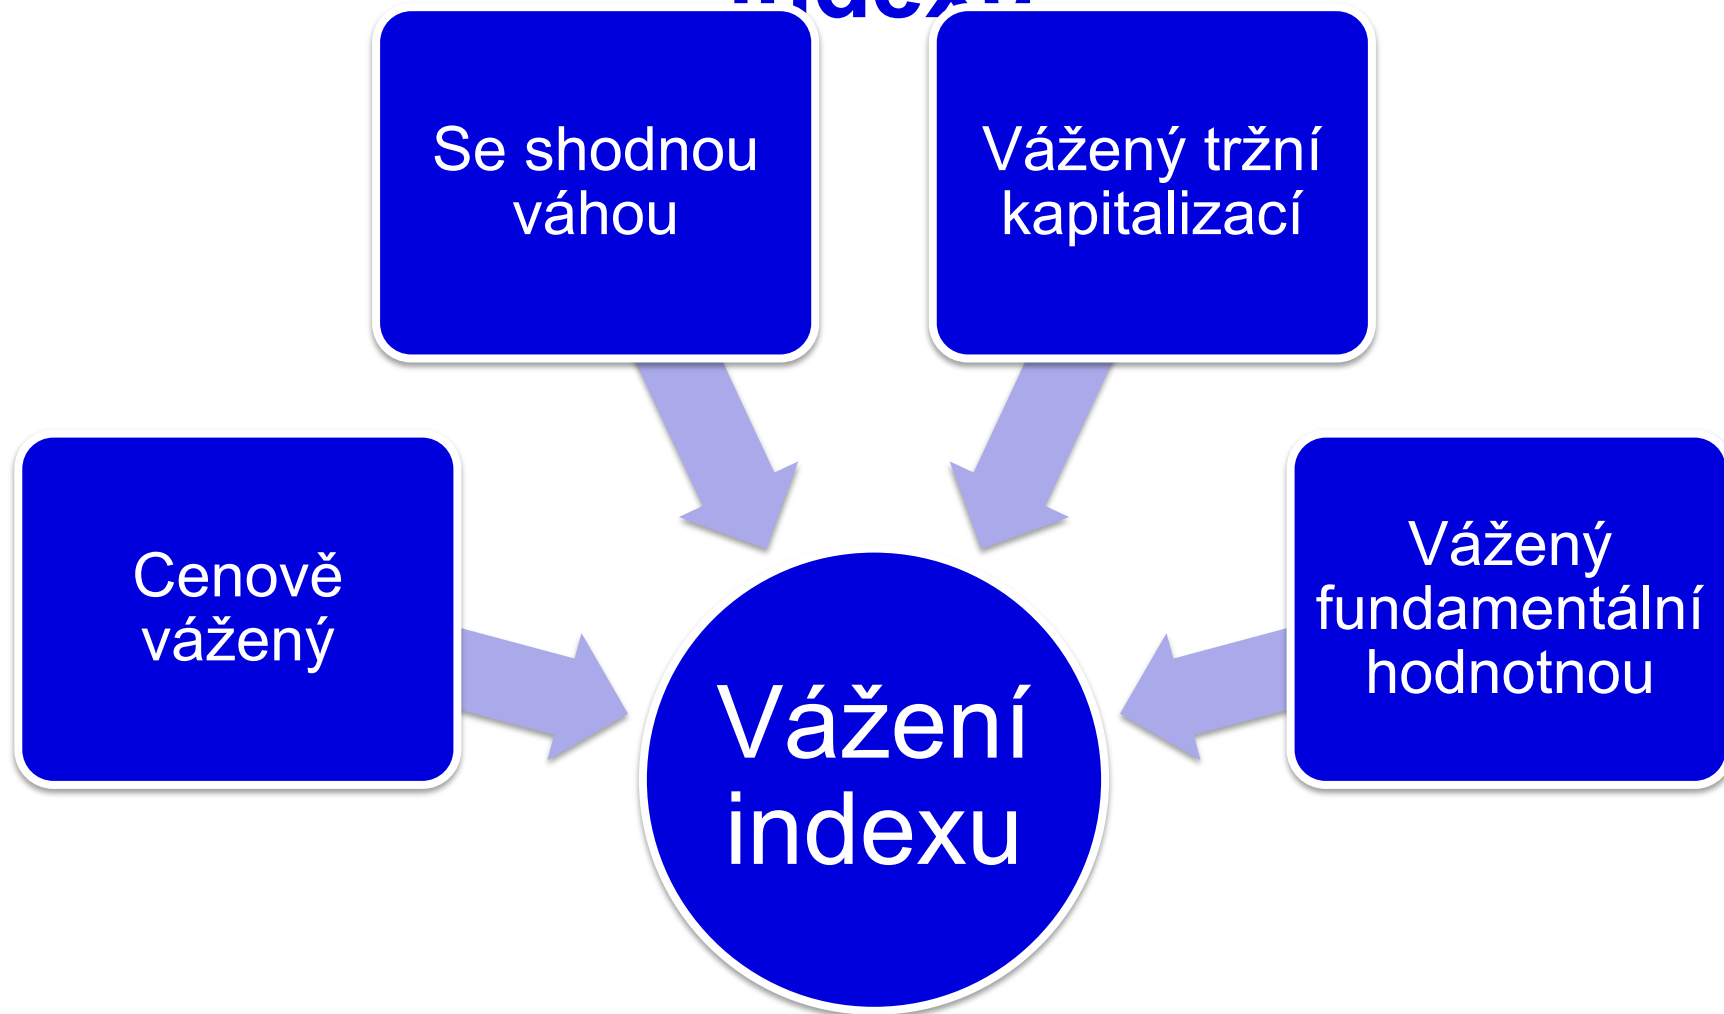 Se shodnou
váhou
Vážený tržní
kapitalizací
Cenově
vážený
Vážený
fundamentální
hodnotnou
Vážení
indexu